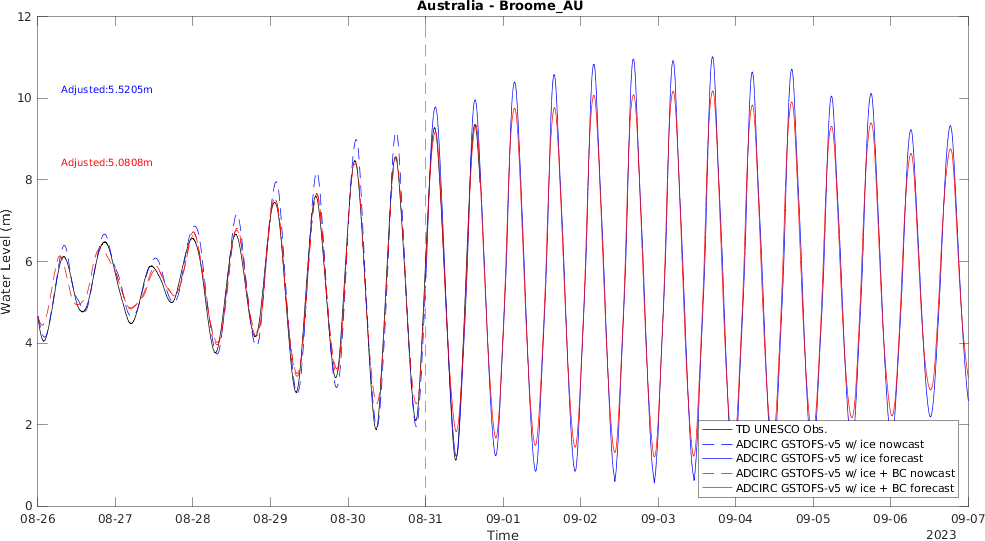 Australia - Broome_AU
12
10
8
6
4
2
0
Water Level (m)
Adjusted:5.5205m
Adjusted:5.0808m
TD UNESCO Obs.
ADCIRC GSTOFS-v5 w/ ice nowcast
ADCIRC GSTOFS-v5 w/ ice forecast
ADCIRC GSTOFS-v5 w/ ice + BC nowcast
ADCIRC GSTOFS-v5 w/ ice + BC forecast
08-26 08-27 08-28 08-29 08-30 08-31 09-01 09-02 09-03 09-04 09-05 09-06 09-07
Time
2023